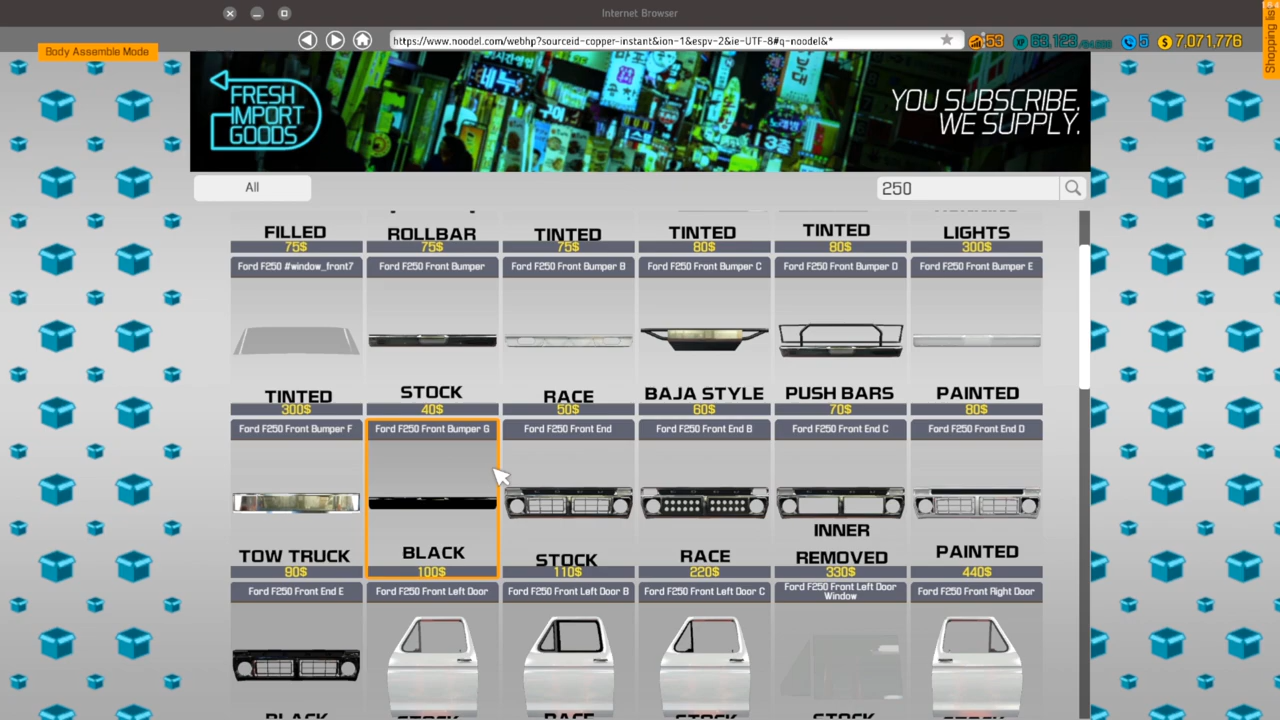 Internet Browser
Body Assemble Mode
https://www.noodel.com/webhp?sourceid-copper-instant&ion-1&espv-2&ie-UTF-8#q-noodel&*
53
63,123
5
$ 7,071,776
Shopping list
FRESH
IMPORT
GOODS
YOU SUBSCRIBE.
WE SUPPLY.
All
250
FILLED
ROLLBAR
TINTED
TINTED
TINTED
LIGHTS
75$
75$
75$
80$
80$
300$
Ford F250 #window_front7
Ford F250 Front Bumper
Ford F250 Front Bumper B
Ford F250 Front Bumper C
Ford F250 Front Bumper D
Ford F250 Front Bumper E
TINTED
STOCK
RACE
BAJA STYLE
PUSH BARS
PAINTED
300$
40$
50$
60$
70$
80$
Ford F250 Front Bumper F
Ford F250 Front Bumper G
Ford F250 Front End
Ford F250 Front End B
Ford F250 Front End C
Ford F250 Front End D
TOW TRUCK
BLACK
STOCK
RACE
INNER
REMOVED
PAINTED
90$
100$
110$
220$
330$
440$
Ford F250 Front End E
Ford F250 Front Left Door
Ford F250 Front Left Door B
Ford F250 Front Left Door C
Ford F250 Front Left Door
Window
Ford F250 Front Right Door
BLACK
STOCK
RACE
STOCK
STOCK
STOCK